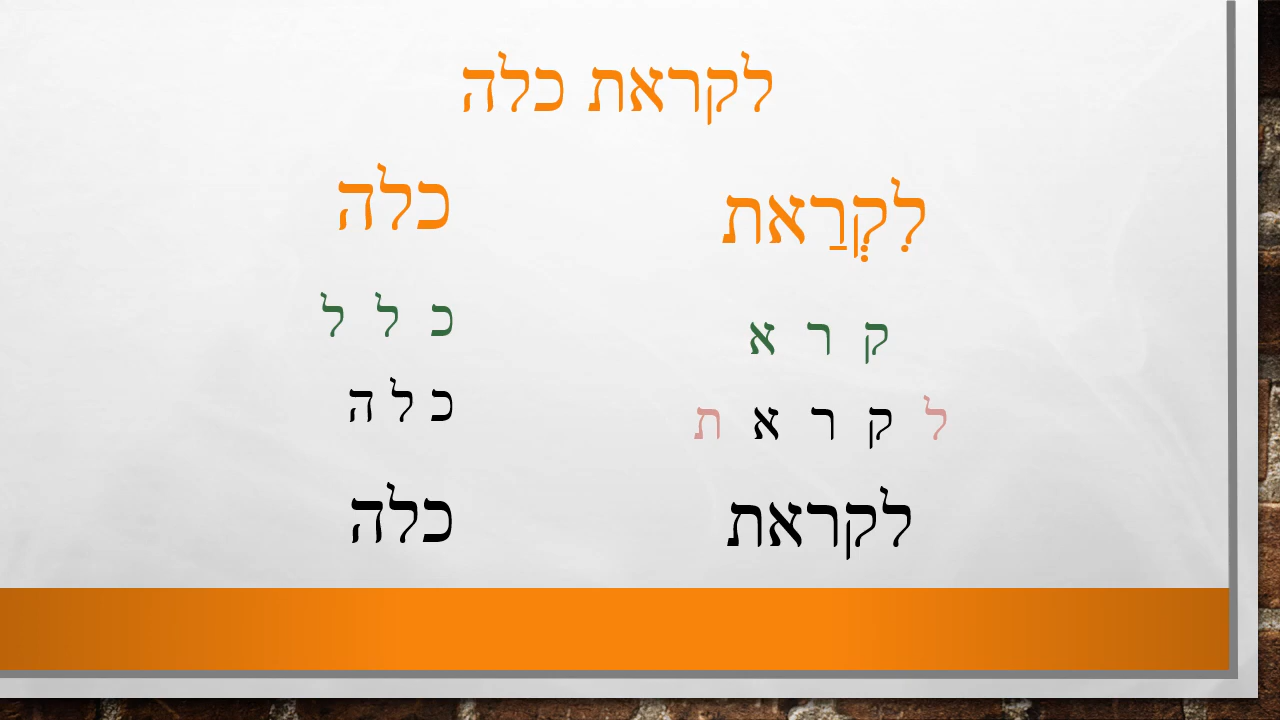 לקראת כלה
לִקְרַאת
ק ר א
ל ק ר א ת
לקראת
כלה
כ ל ל
כ ל ה
כלה